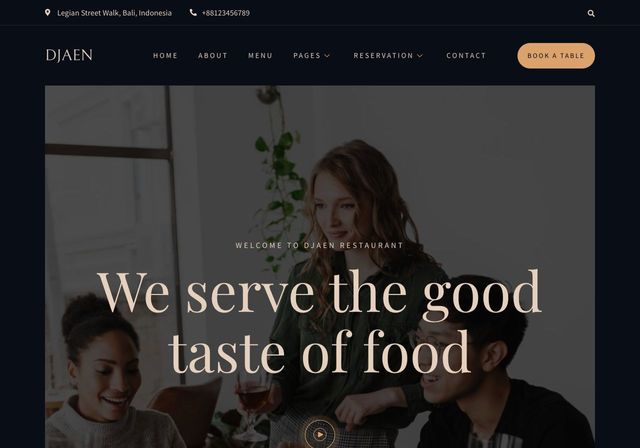 Legian Street Walk, Bali, Indonesia +88123456789
DJAEN HOME ABOUT MENU PAGES RESERVATION CONTACT BOOK A TABLE
WELCOME TO DJAEN RESTAURANT
We serve the good
taste of food